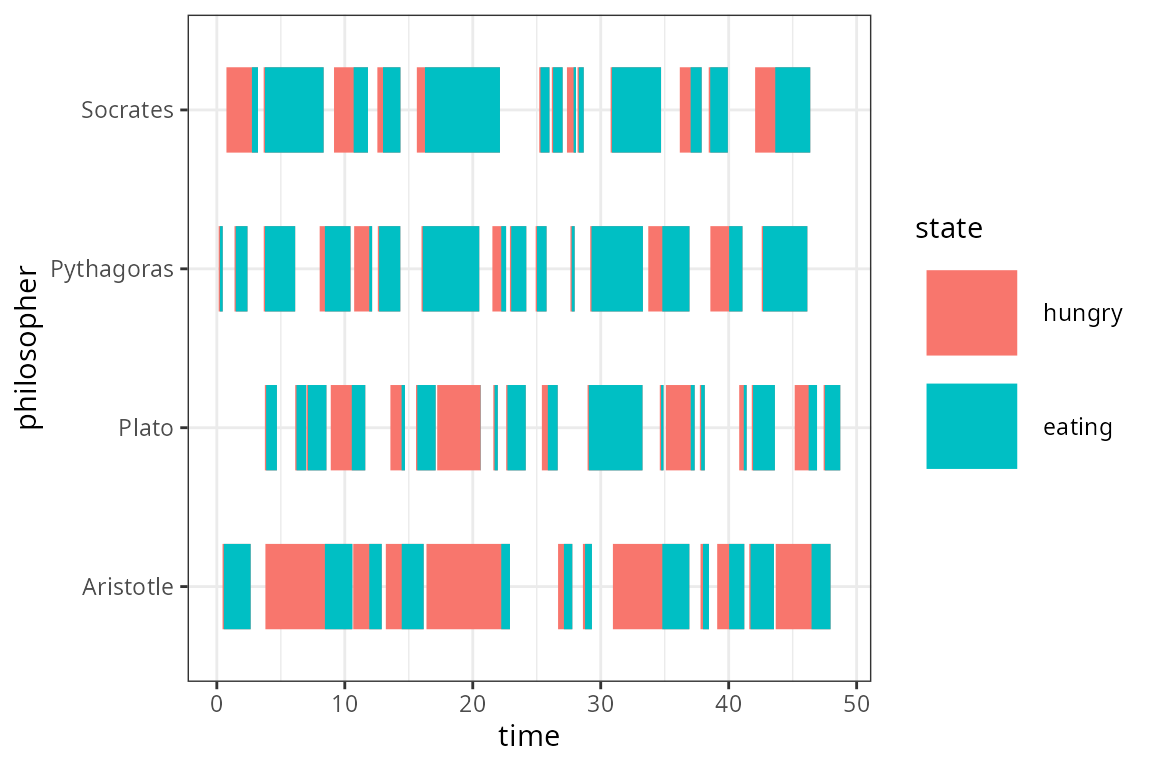 Socrates
Pythagoras
Plato
Aristotle
philosopher
0 10 20 30 40 50
time
state
hungry
eating